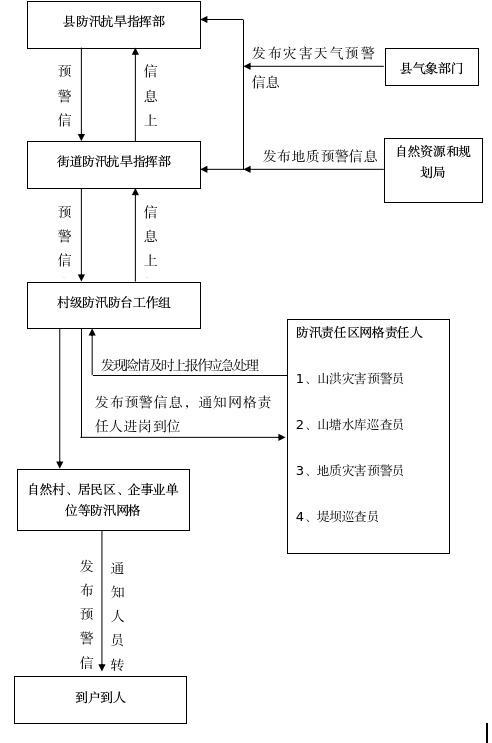 县防汛抗旱指挥部
发布灾害天气预警
信息
县气象部门
预
警
信
信
息
上
街道防汛抗旱指挥部
发布地质预警信息
自然资源和规
划局
预
警
信
信
息
上
村级防汛防台工作组
防汛责任区网格责任人
1、山洪灾害预警员
2、山塘水库巡查员
3、地质灾害预警员
4、堤坝巡查员
发现险情及时上报作应急处理
发布预警信息，通知网格责
任人进岗到位
自然村、居民区、企事业单
位等防汛网格
发
布
预
警
信
通
知
人
员
转
到户到人